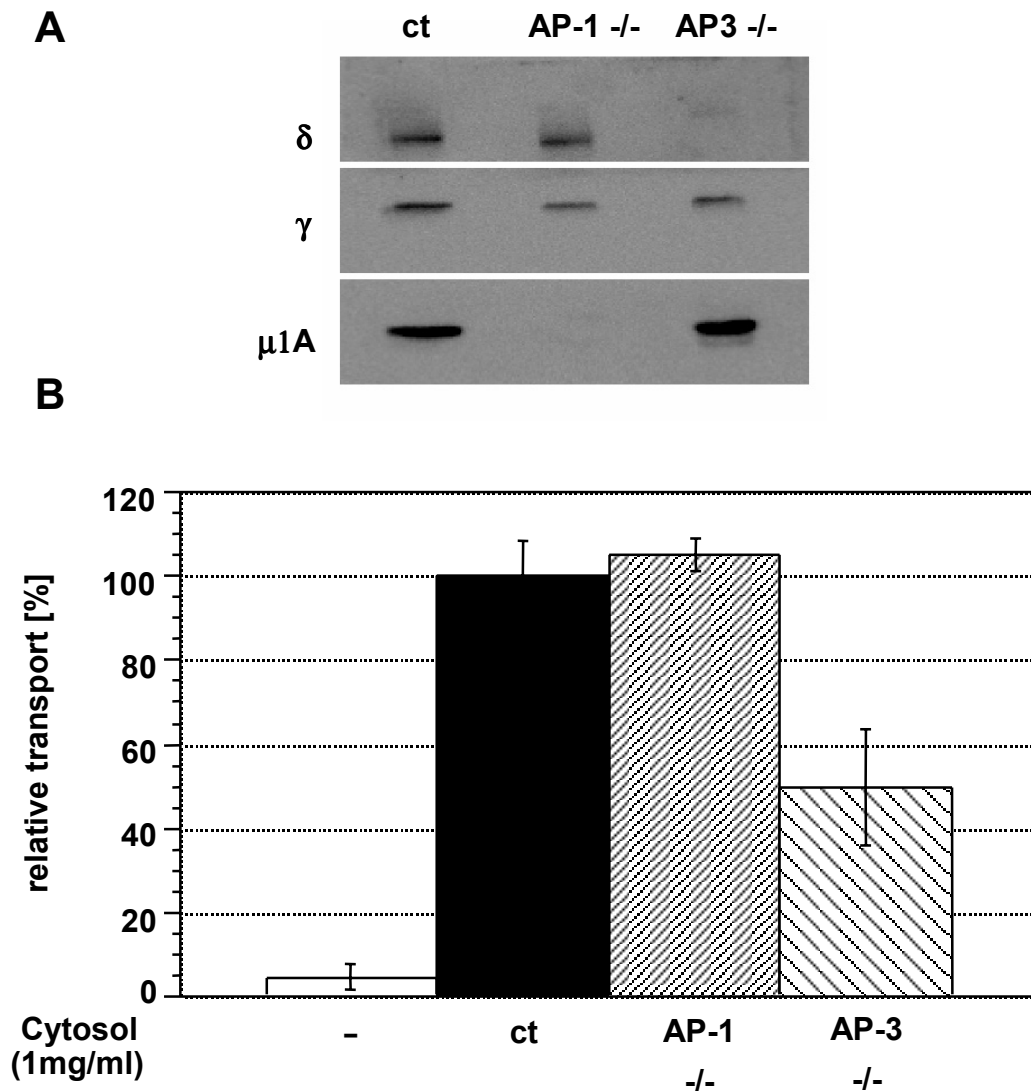 A
ct AP-1 -/- AP3 -/-
δ
γ
μ1A
B
relative transport [%]
120
100
80
60
40
20
0
Cytosol – ct AP-1 AP-3
(1mg/ml) -/- -/-